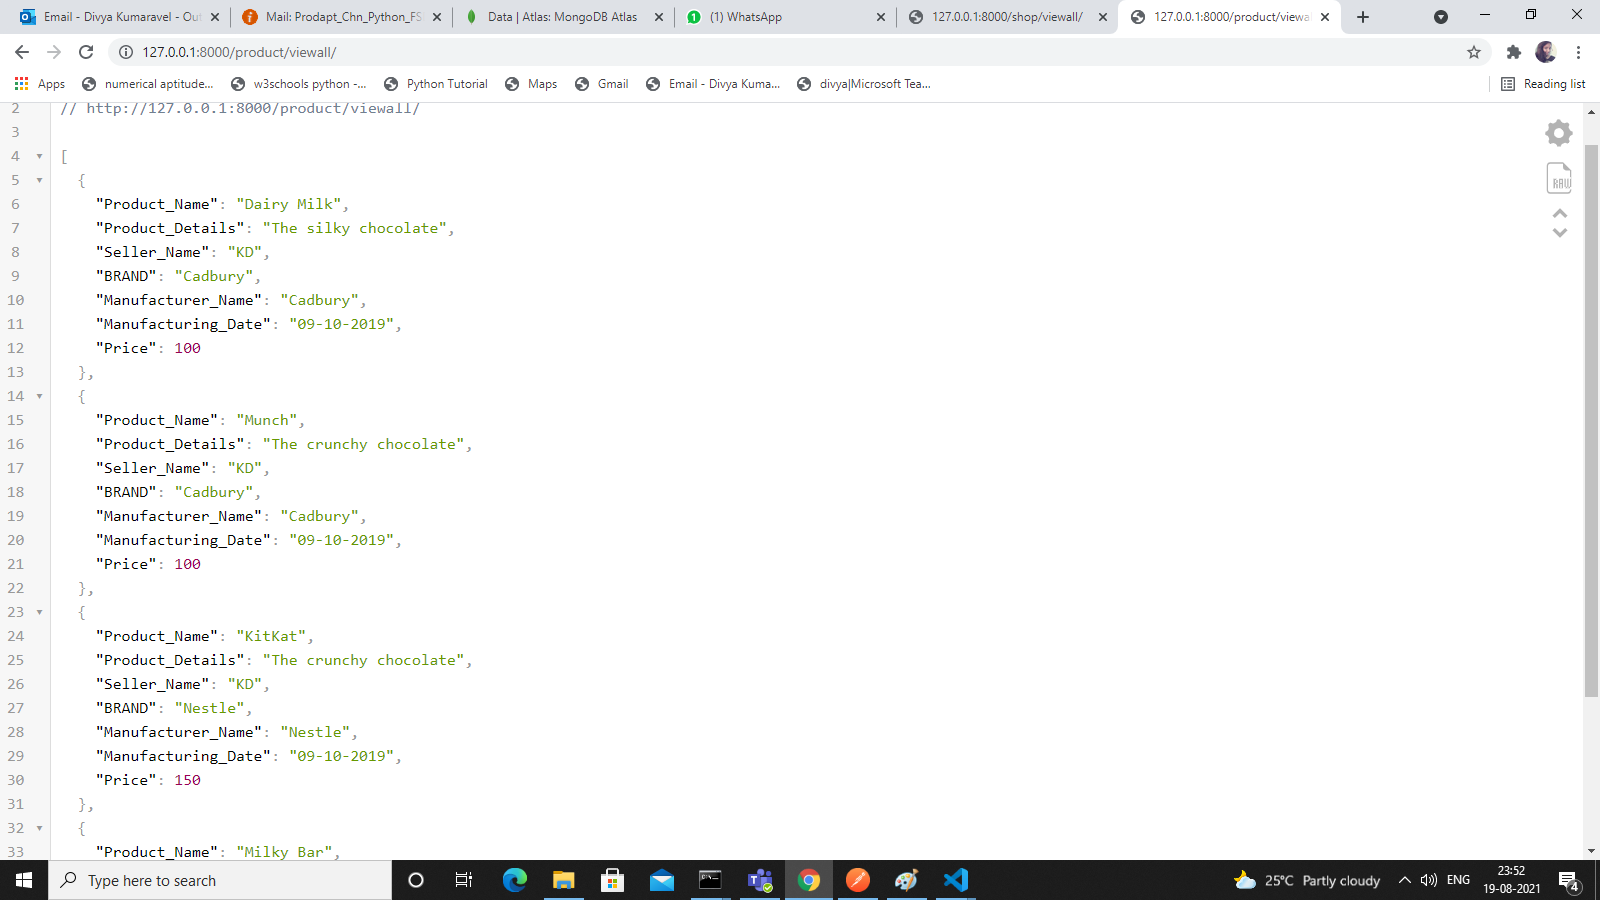 Email - Divya Kumaravel - Out
Mail: Prodapt_Chn_Python_FS
Data | Atlas: MongoDB Atlas
(1) WhatsApp
127.0.0.1:8000/shop/viewall/
127.0.0.1:8000/product/viewa
127.0.0.1:8000/product/viewall/
Apps
numerical aptitude...
w3schools python -...
Python Tutorial
Maps
Gmail
Email - Divya Kuma...
divya|Microsoft Tea...
Reading list
2 // http://127.0.0.1:8000/product/viewall/
3
4 [
5 {
6 "Product_Name": "Dairy Milk",
7 "Product_Details": "The silky chocolate",
8 "Seller_Name": "KD",
9 "BRAND": "Cadbury",
10 "Manufacturer_Name": "Cadbury",
11 "Manufacturing_Date": "09-10-2019",
12 "Price": 100
13 },
14 {
15 "Product_Name": "Munch",
16 "Product_Details": "The crunchy chocolate",
17 "Seller_Name": "KD",
18 "BRAND": "Cadbury",
19 "Manufacturer_Name": "Cadbury",
20 "Manufacturing_Date": "09-10-2019",
21 "Price": 100
22 },
23 {
24 "Product_Name": "KitKat",
25 "Product_Details": "The crunchy chocolate",
26 "Seller_Name": "KD",
27 "BRAND": "Nestle",
28 "Manufacturer_Name": "Nestle",
29 "Manufacturing_Date": "09-10-2019",
30 "Price": 150
31 },
32 {
33 "Product_Name": "Milky Bar",
RAW
Type here to search
25°C Partly cloudy
ENG
23:52
19-08-2021
4